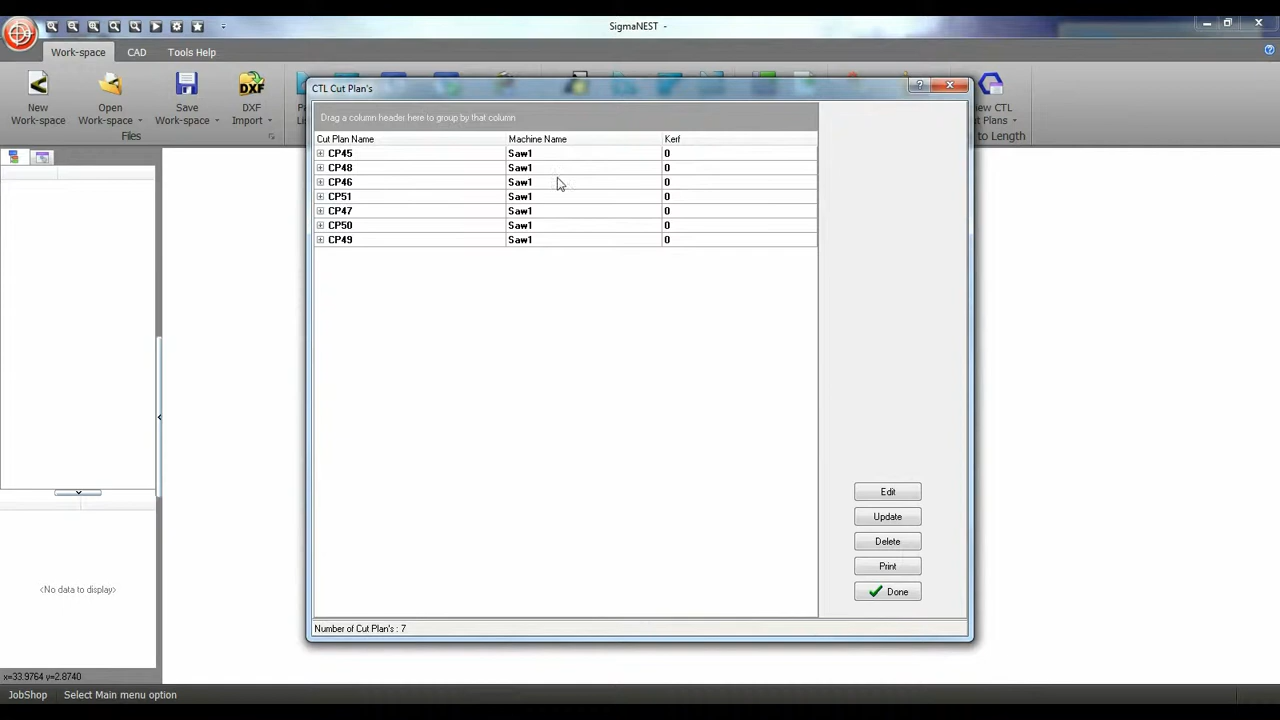 SigmaNEST -
Work-space CAD Tools Help
New Work-space
Open Work-space
Save Work-space
DXF Import
Files
CTL
Plans
to Length
CTL Cut Plan's
Drag a column header here to group by that column
Cut Plan Name Machine Name Kerf
CP45 Saw1 0
CP48 Saw1 0
CP46 Saw1 0
CP51 Saw1 0
CP47 Saw1 0
CP50 Saw1 0
CP49 Saw1 0
Edit
Update
Delete
Print
Done
<No data to display>
Number of Cut Plan's : 7
x=33.9764 y=2.8740
JobShop Select Main menu option